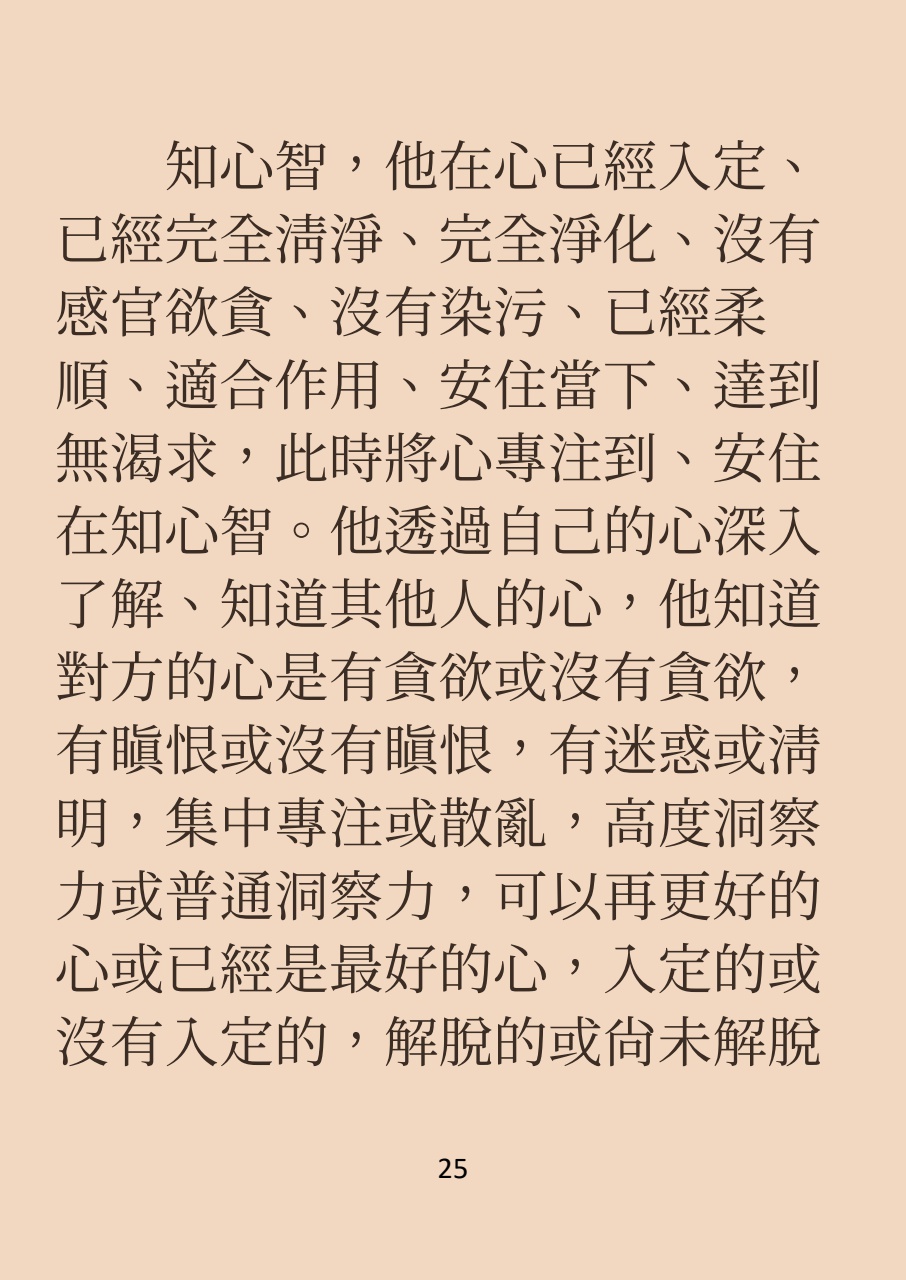 知心智，他在心已經入定、
已經完全清淨、完全淨化、沒有
感官欲貪、沒有染污、已經柔
順、適合作用、安住當下、達到
無渴求，此時將心專注到、安住
在知心智。他透過自己的心深入
了解、知道其他人的心，他知道
對方的心是有貪欲或沒有貪欲，
有瞋恨或沒有瞋恨，有迷惑或清
明，集中專注或散亂，高度洞察
力或普通洞察力，可以再更好的
心或已經是最好的心，入定的或
沒有入定的，解脫的或尚未解脫
25